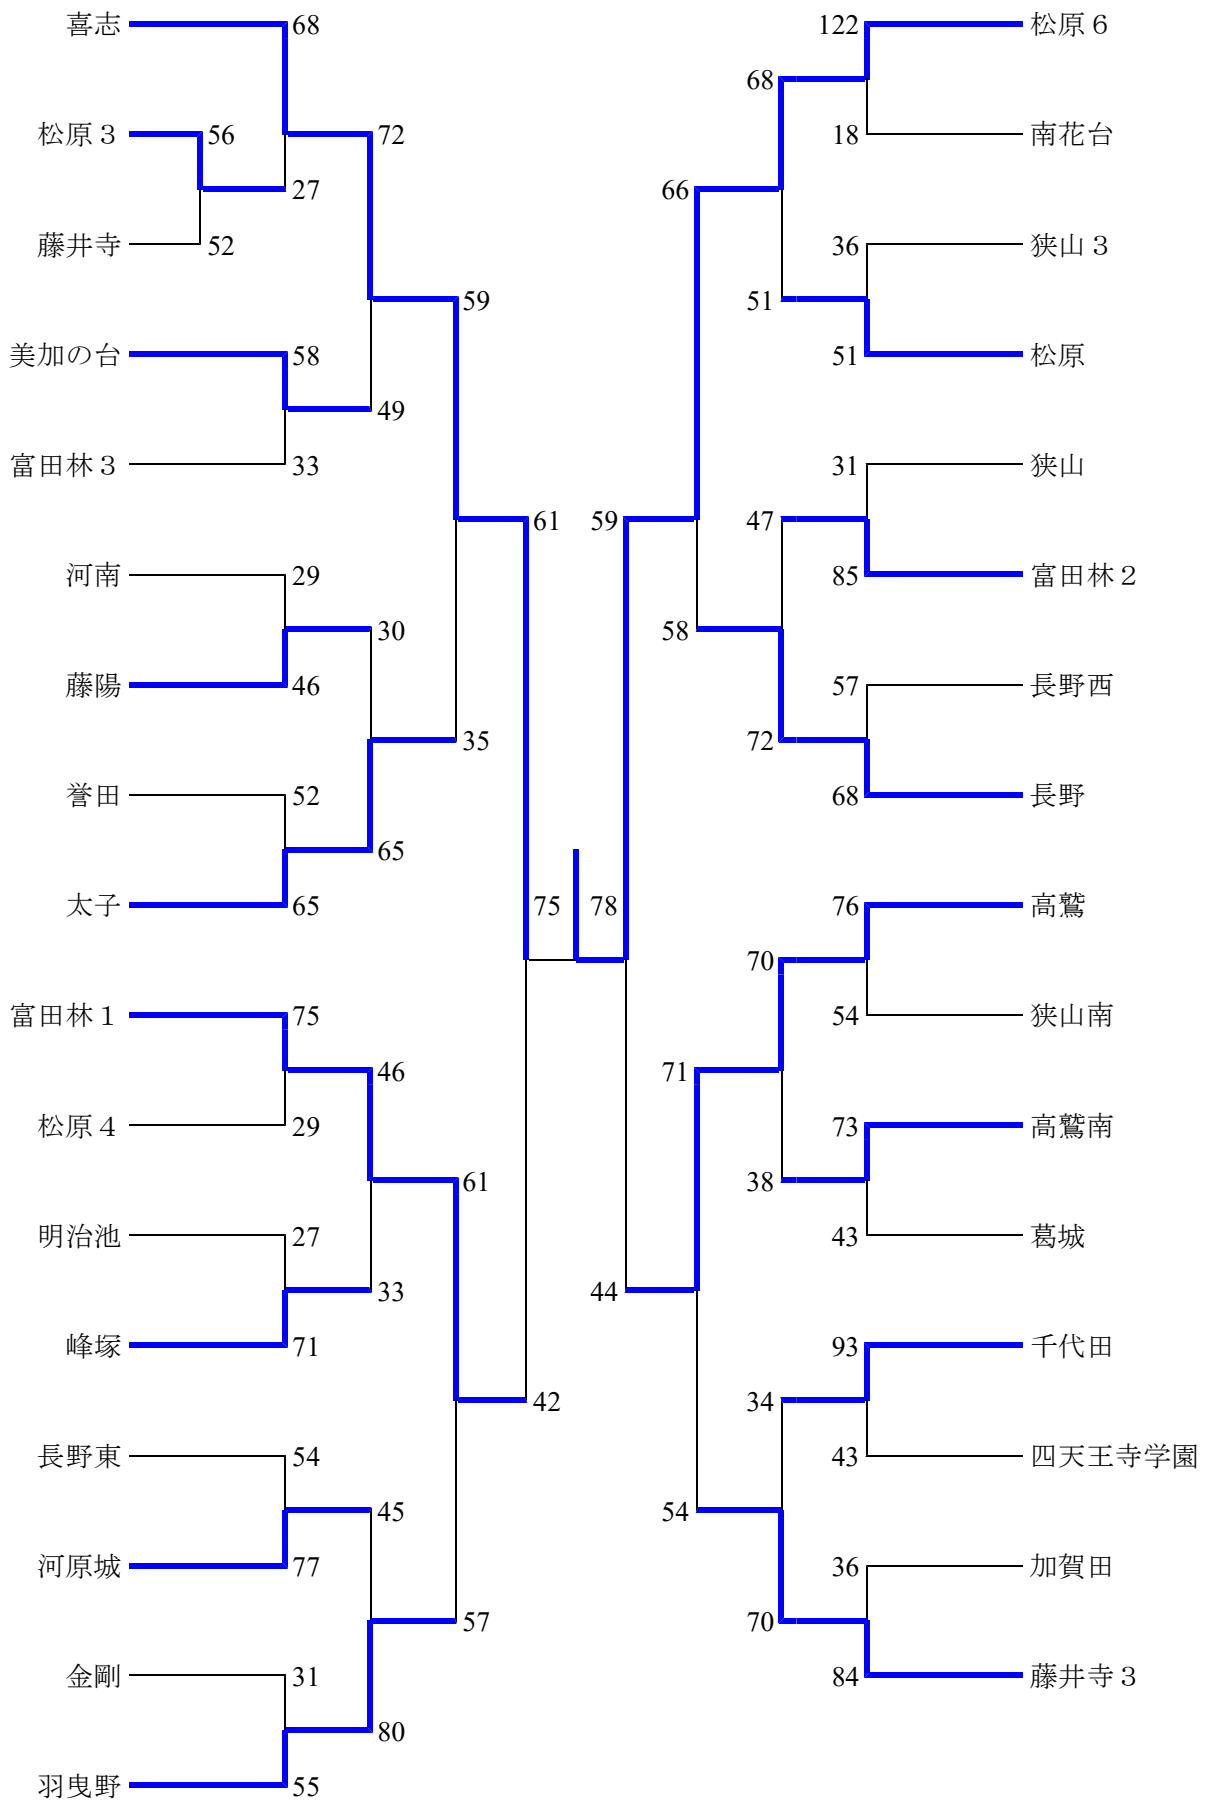 喜志 68 122 松原６
68
松原３ 56 72 18 南花台
27 66
藤井寺 52 36 狭山３
59 51
美加の台 58 51 松原
49
富田林３ 33 31 狭山
61 59 47
河南 29 85 富田林２
30 58
藤陽 46 57 長野西
35 72
誉田 52 68 長野
65
太子 65 75 78 76 高鷲
70
富田林１ 75 54 狭山南
46 71
松原４ 29 73 高鷲南
61 38
明治池 27 43 葛城
33 44
峰塚 71 93 千代田
42 34
長野東 54 43 四天王寺学園
45 54
河原城 77 36 加賀田
57 70
金剛 31 84 藤井寺３
80
羽曳野 55